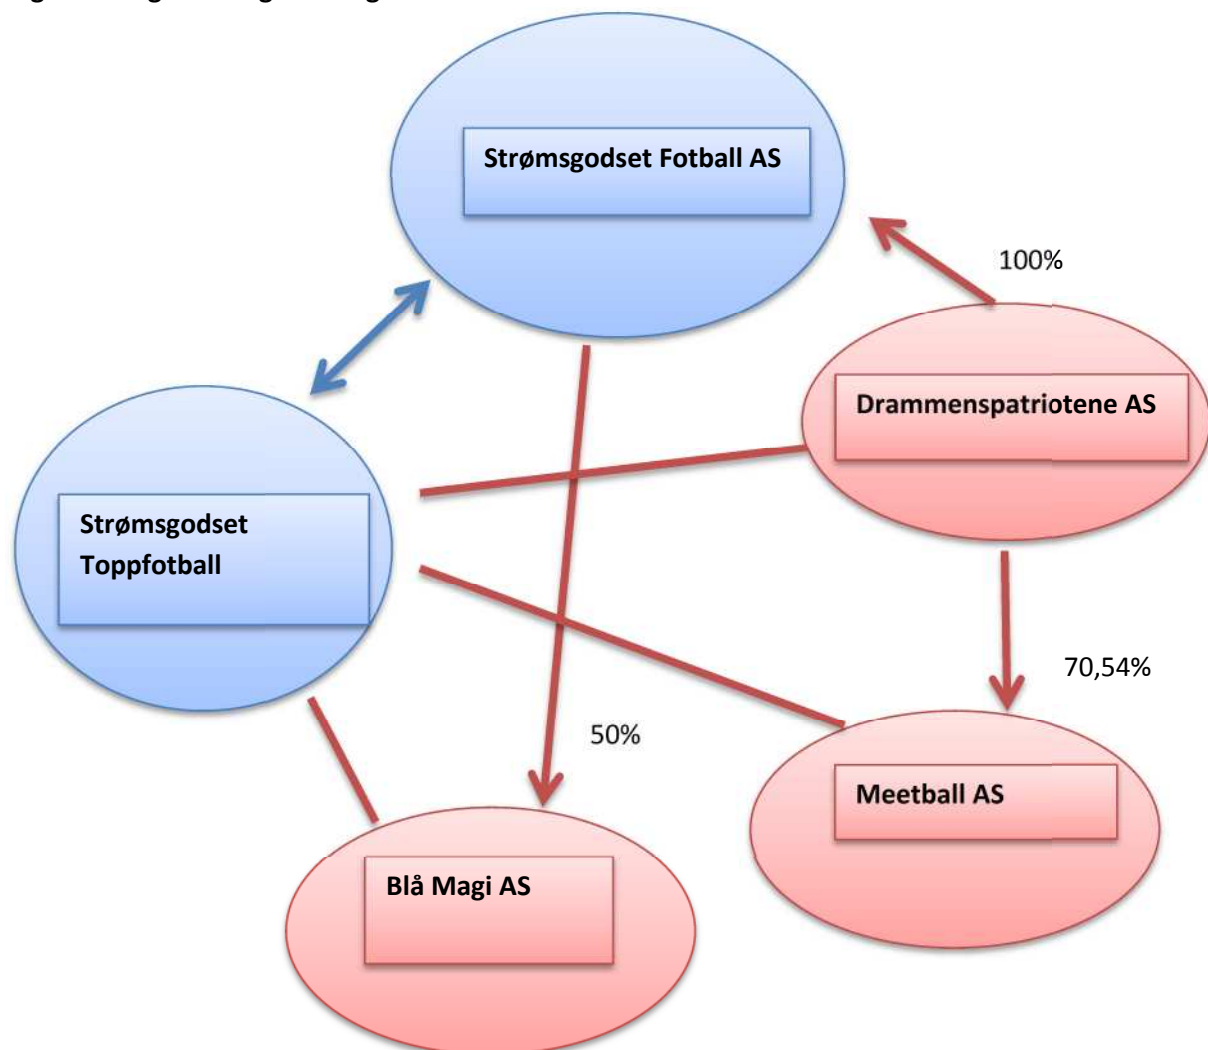 Strømsgodset Fotball AS
100%
Drammenspatriotene AS
Strømsgodset
Toppfotball
70,54%
50%
Meetball AS
Blå Magi AS